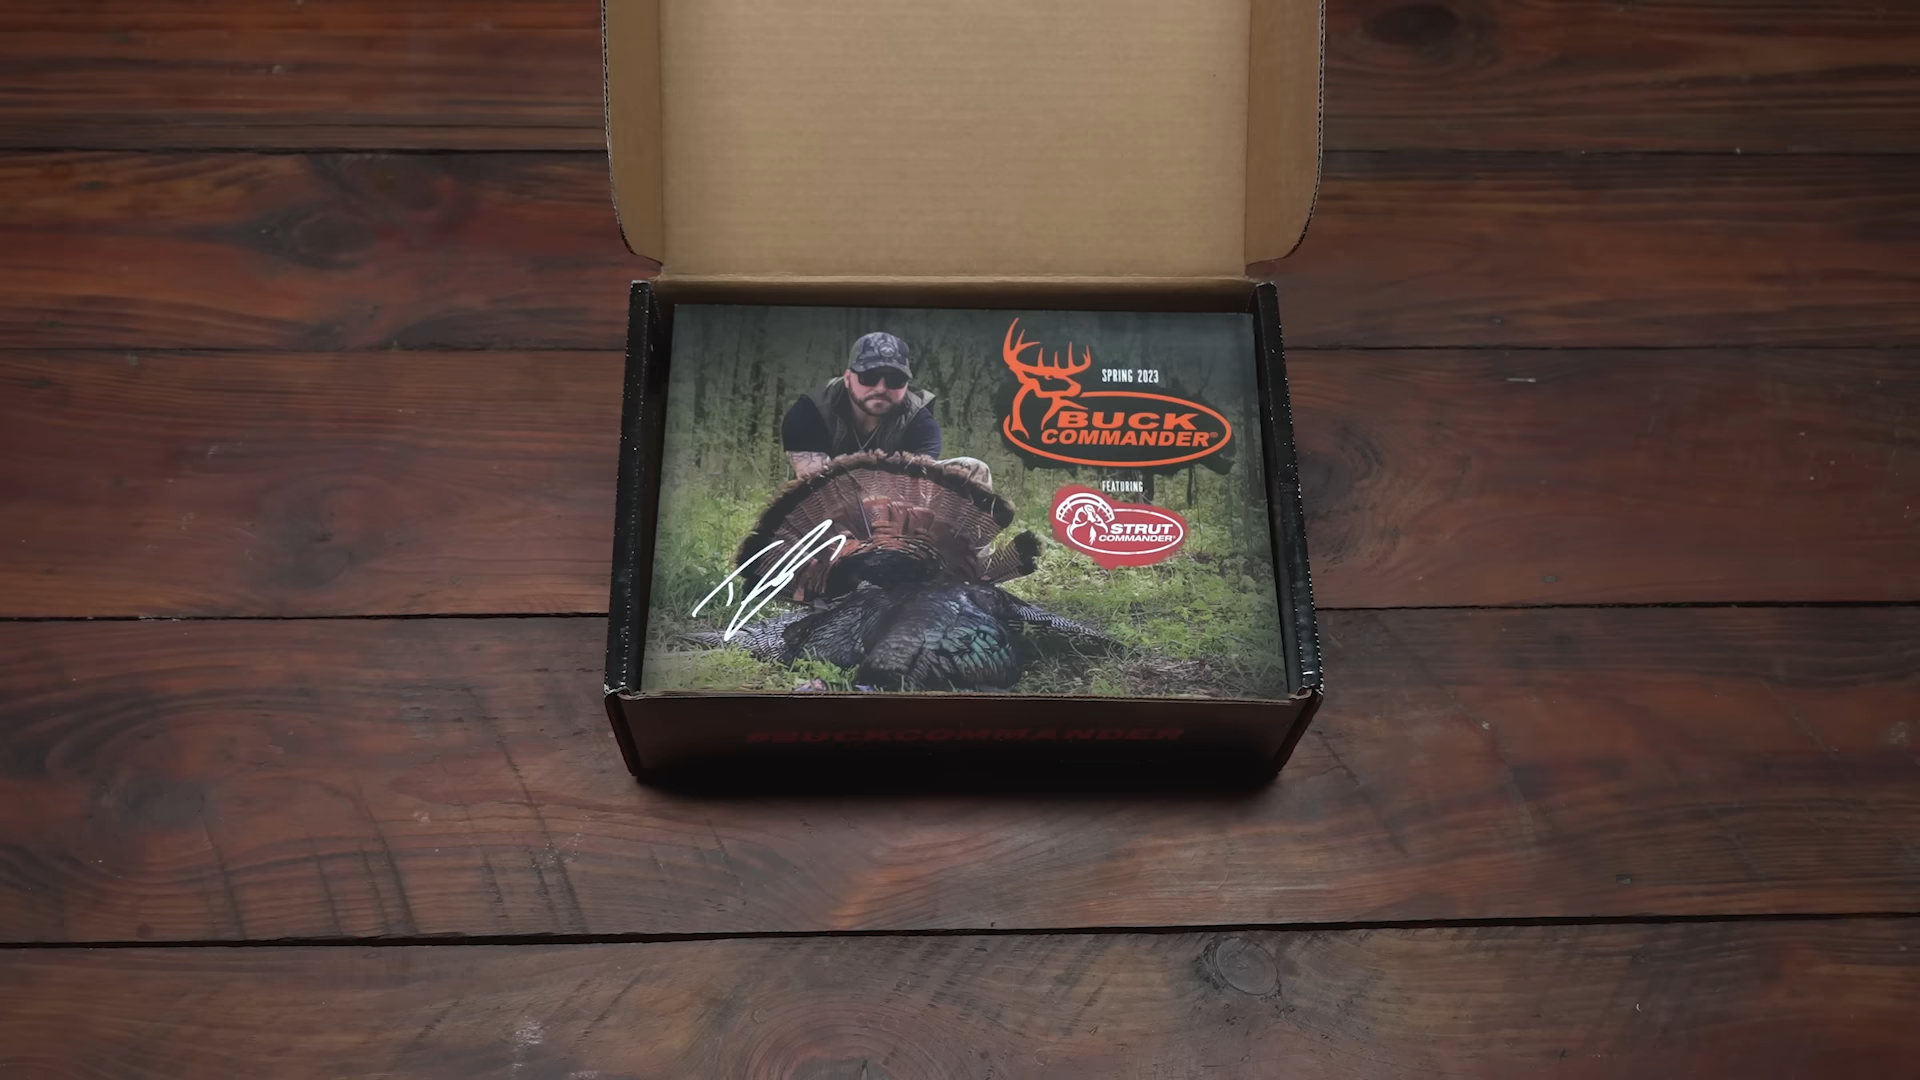 SPRING 2023
BUCK
COMMANDER®
FEATURING
STRUT
COMMANDER®
#BUCKCOMMANDER